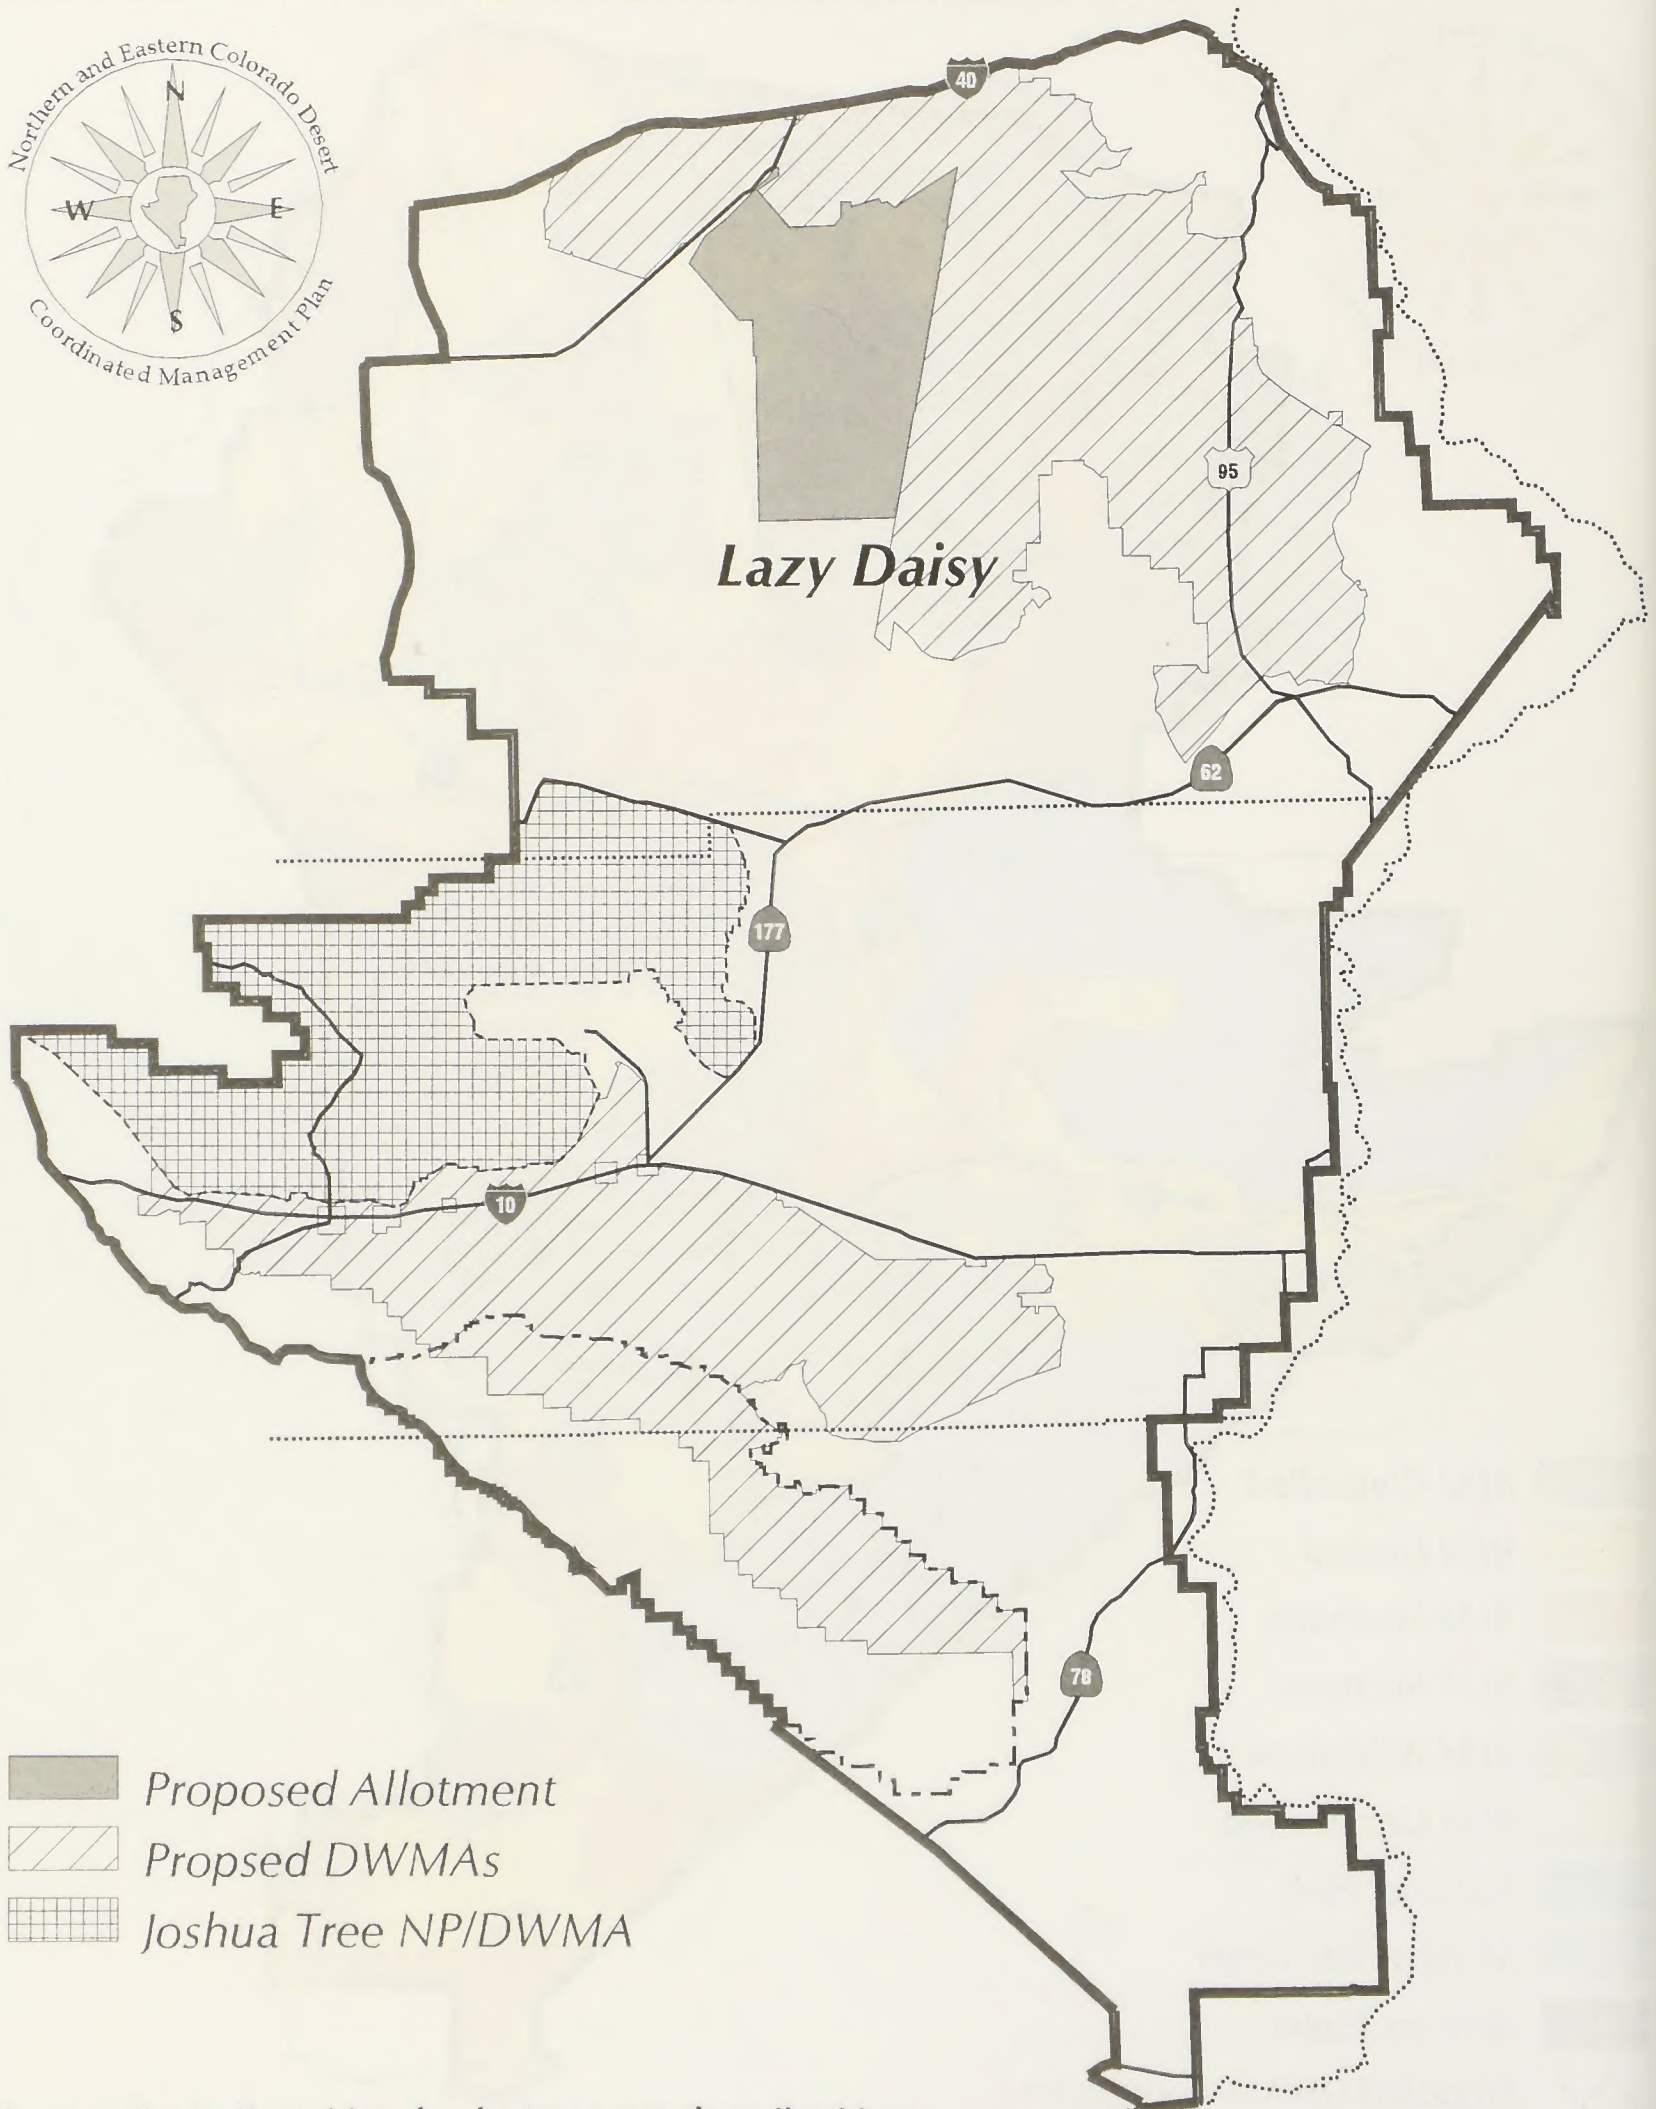 Northern and Eastern Colorado Desert
N
W
E
S
Coordinated Management Plan
40
95
Lazy Daisy
62
177
10
78
Proposed Allotment
Propsed DWMAs
Joshua Tree NP/DWMA